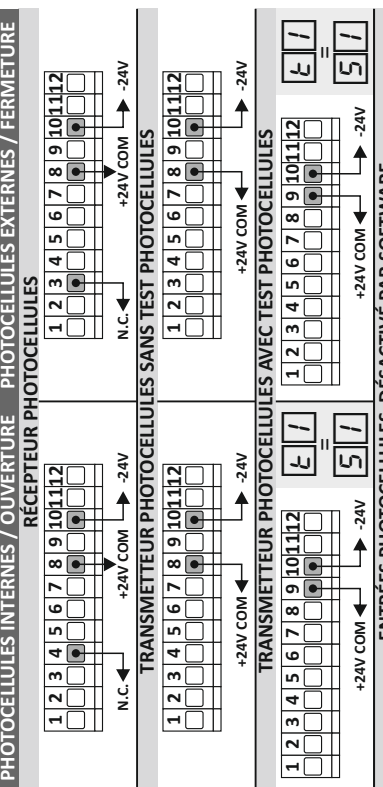 PHOTOCELLULES INTERNES / OUVERTURE PHOTOCELLULES EXTERNES / FERMETURE
RÉCEPTEUR PHOTOCELLULES
1 2 3 4 5 6 7 8 9 10 11 12
N.C. +24V COM -24V
1 2 3 4 5 6 7 8 9 10 11 12
N.C. +24V COM -24V
TRANSMETTEUR PHOTOCELLULES SANS TEST PHOTOCELLULES
1 2 3 4 5 6 7 8 9 10 11 12
+24V COM -24V
1 2 3 4 5 6 7 8 9 10 11 12
+24V COM -24V
TRANSMETTEUR PHOTOCELLULES AVEC TEST PHOTOCELLULES
1 2 3 4 5 6 7 8 9 10 11 12
+24V COM -24V
t1
=
S1
1 2 3 4 5 6 7 8 9 10 11 12
+24V COM -24V
t1
=
S1
ENTRÉES PHOTOCELLULES DÉSACTIVÉ PAR SOFTWARE